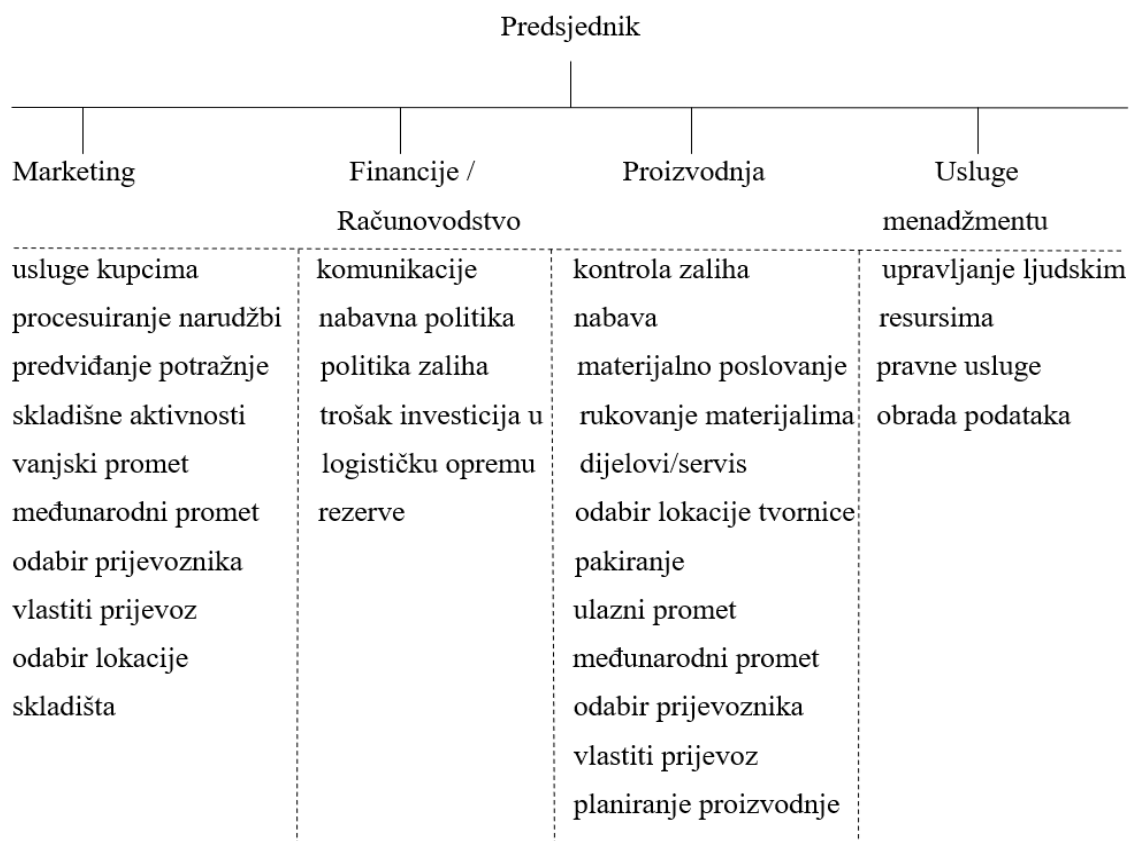 Predsjednik
Marketing
Financije /
Računovodstvo
Proizvodnja
Usluge
menadžmentu
usluge kupcima
procesuiranje narudžbi
predviđanje potražnje
skladišne aktivnosti
vanjski promet
međunarodni promet
odabir prijevoznika
vlastiti prijevoz
odabir lokacije
skladišta
komunikacije
nabavna politika
politika zaliha
trošak investicija u
logističku opremu
rezerve
kontrola zaliha
nabava
materijalno poslovanje
rukovanje materijalima
dijelovi/servis
odabir lokacije tvornice
pakiranje
ulazni promet
međunarodni promet
odabir prijevoznika
vlastiti prijevoz
planiranje proizvodnje
upravljanje ljudskim
resursima
pravne usluge
obrada podataka